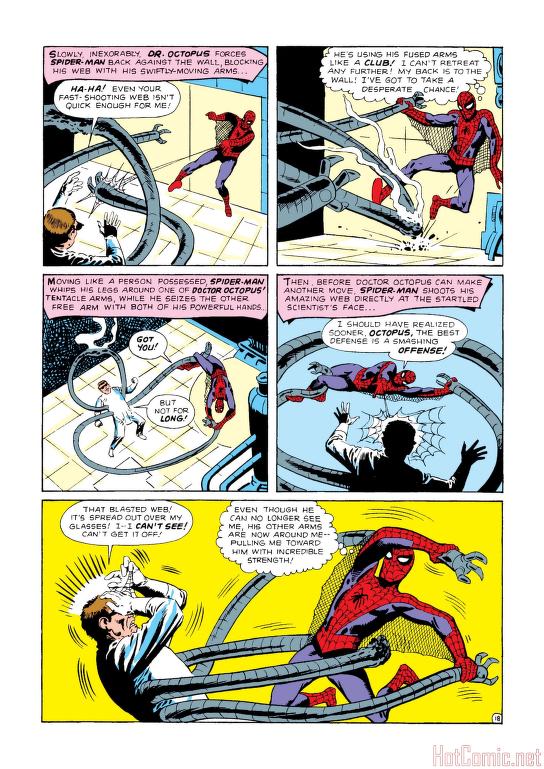 SLOWLY, INEXORABLY, DR. OCTOPUS FORCES
SPIDER-MAN BACK AGAINST THE WALL, BLOCKING
HIS WEB WITH HIS SWIFTLY-MOVING ARMS...
HA-HA! EVEN YOUR
FAST-SHOOTING WEB ISN'T
QUICK ENOUGH FOR ME!
HE'S USING HIS FUSED ARMS
LIKE A CLUB! I CAN'T RETREAT
ANY FURTHER! MY BACK IS TO THE
WALL! I'VE GOT TO TAKE A
DESPERATE CHANCE!
MOVING LIKE A PERSON POSSESSED, SPIDER-MAN
WHIPS HIS LEGS AROUND ONE OF DOCTOR OCTOPUS'
TENTACLE ARMS, WHILE HE SEIZES THE OTHER
FREE ARM WITH BOTH OF HIS POWERFUL HANDS..
GOT
YOU!
BUT
NOT FOR
LONG!
THEN, BEFORE DOCTOR OCTOPUS CAN MAKE
ANOTHER MOVE, SPIDER-MAN SHOOTS HIS
AMAZING WEB DIRECTLY AT THE STARTLED
SCIENTIST'S FACE...
I SHOULD HAVE REALIZED
SOONER, OCTOPUS, THE BEST
DEFENSE IS A SMASHING
OFFENSE!
THAT BLASTED WEB!
IT'S SPREAD OUT OVER MY
GLASSES! I--I CAN'T SEE!
CAN'T GET IT OFF!
EVEN THOUGH HE
CAN NO LONGER SEE
ME, HIS OTHER ARMS
ARE NOW AROUND ME--
PULLING ME TOWARD
HIM WITH INCREDIBLE
STRENGTH!
18
HotComic.net